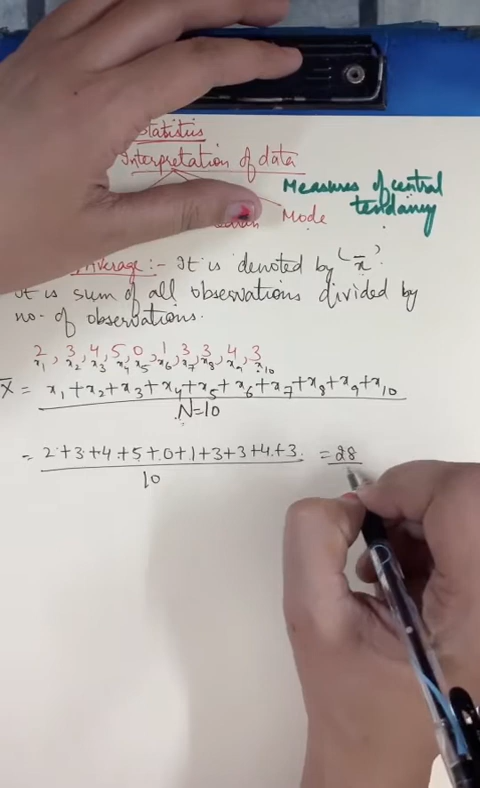 Statistics
Interpretation of data
Measures of central
tendancy
Mode
Average :- It is denoted by ‘x̄’.
It is sum of all observations divided by
no. of observations.
2, 3, 4, 5, 0, 1, 3, 3, 4, 3
x₁ x₂ x₃ x₄ x₅ x₆ x₇ x₈ x₉ x₁₀
X̄ = x₁+x₂+x₃+x₄+x₅+x₆+x₇+x₈+x₉+x₁₀
N=10
= 2+3+4+5+0+1+3+3+4+3 = 28
10